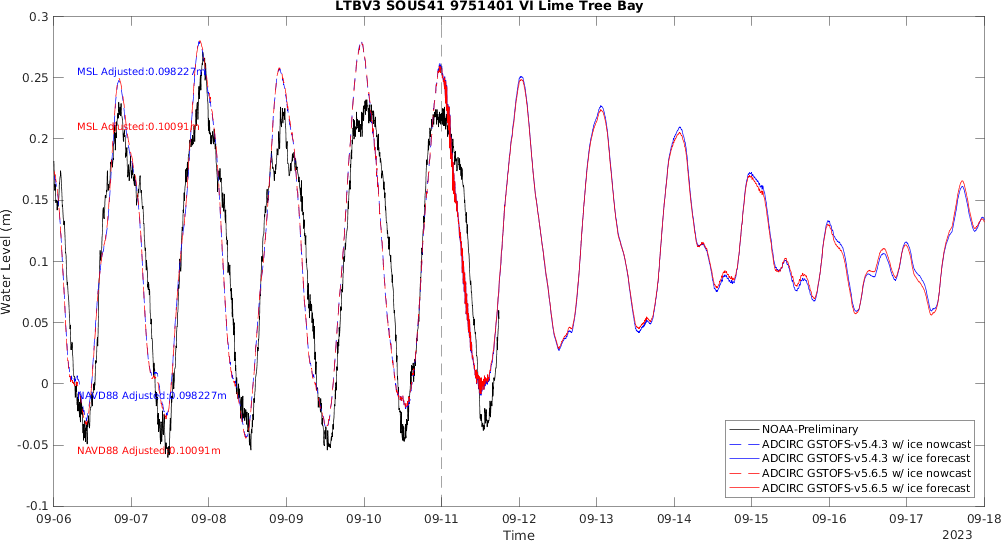 LTBV3 SOUS41 9751401 VI Lime Tree Bay
0.3
0.25
0.2
0.15
0.1
0.05
0
-0.05
-0.1
Water Level (m)
MSL Adjusted:0.098227m
MSL Adjusted:0.10091m
NAVD88 Adjusted:0.098227m
NAVD88 Adjusted:0.10091m
NOAA-Preliminary
ADCIRC GSTOFS-v5.4.3 w/ ice nowcast
ADCIRC GSTOFS-v5.4.3 w/ ice forecast
ADCIRC GSTOFS-v5.6.5 w/ ice nowcast
ADCIRC GSTOFS-v5.6.5 w/ ice forecast
09-06 09-07 09-08 09-09 09-10 09-11 09-12 09-13 09-14 09-15 09-16 09-17 09-18
Time
2023